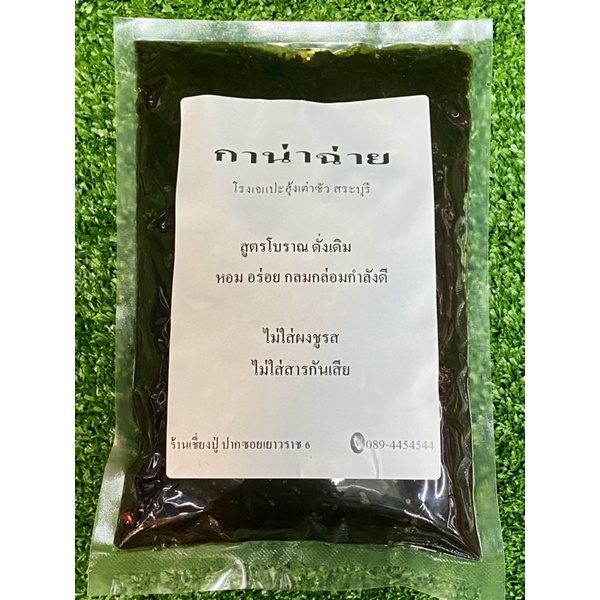 กาน่าฉ่าย
โรงเจแปะฮุ้งเต่าซัว สระบุรี
สูตรโบราณ ดั่งเดิม
หอม อร่อย กลมกล่อมกำลังดี
ไม่ใส่ผงชูรส
ไม่ใส่สารกันเสีย
ร้านเซี่ยงปู๋ ปากซอยเยาวราช 6 089-4454544